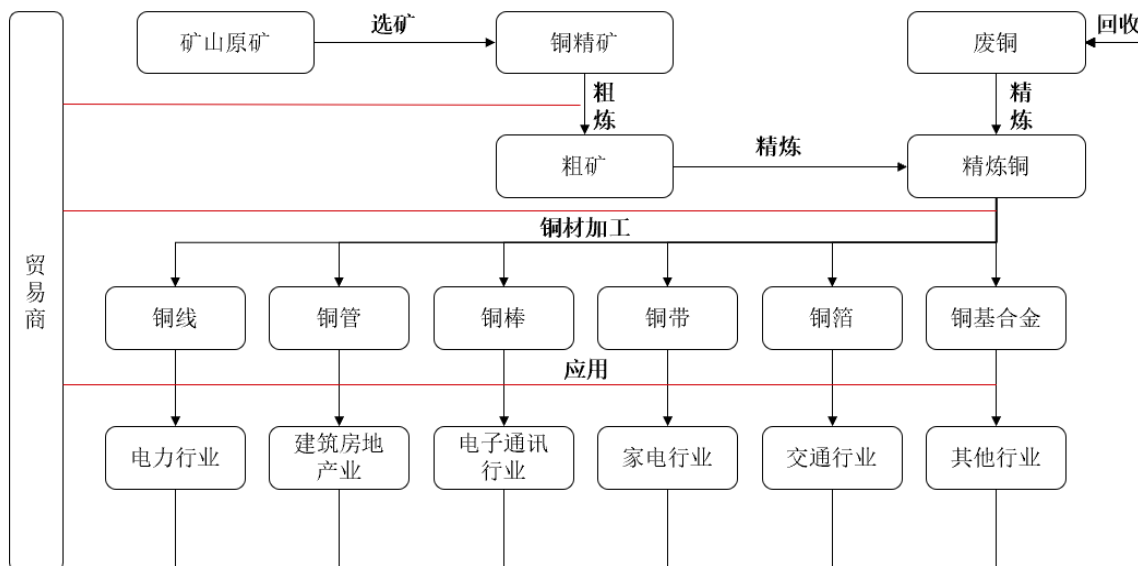 选矿
回收
矿山原矿
铜精矿
废铜
粗
炼
精
炼
粗矿
精炼
精炼铜
贸
易
商
铜材加工
铜线
铜管
铜棒
铜带
铜箔
铜基合金
应用
电力行业
建筑房地
产业
电子通讯
行业
家电行业
交通行业
其他行业